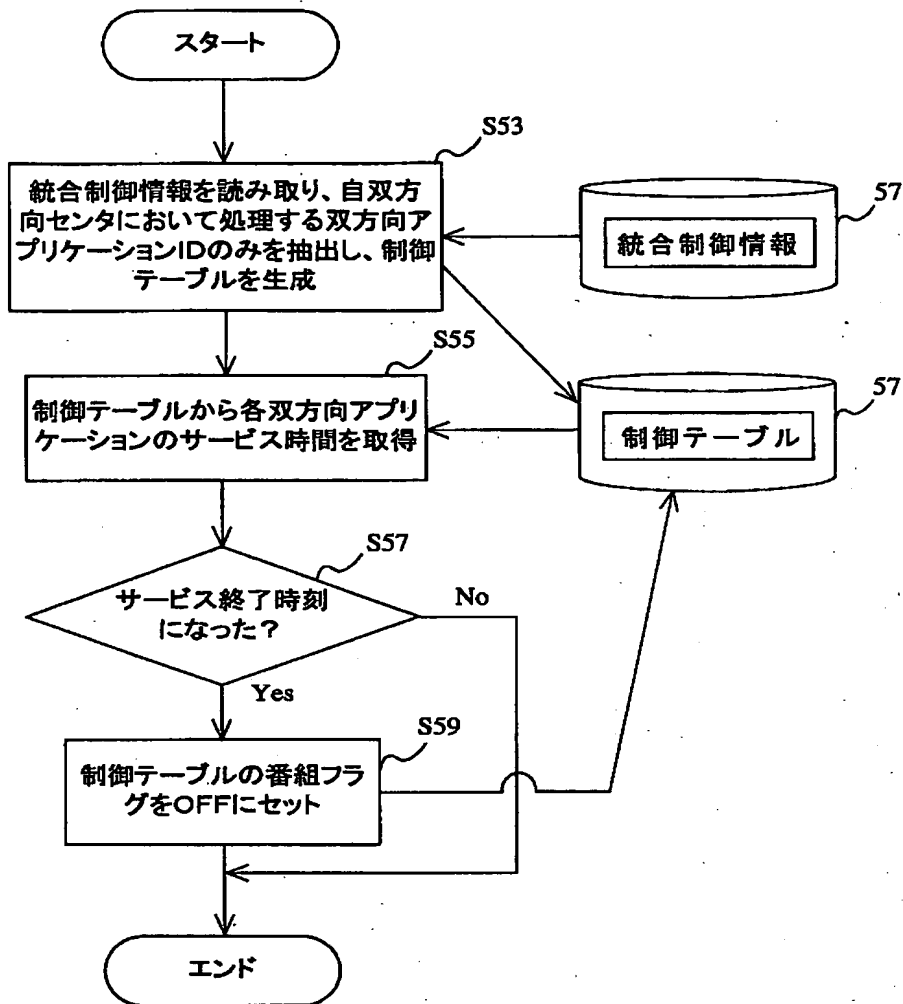 スタート
S53
統合制御情報を読み取り、自双方
向センタにおいて処理する双方向ア
プリケーションIDのみを抽出し、制御
テーブルを生成
57
統合制御情報
S55
制御テーブルから各双方向アプリ
ケーションのサービス時間を取得
57
制御テーブル
S57
サービス終了時刻
になった？
No
Yes
S59
制御テーブルの番組フラ
グをOFFにセット
エンド